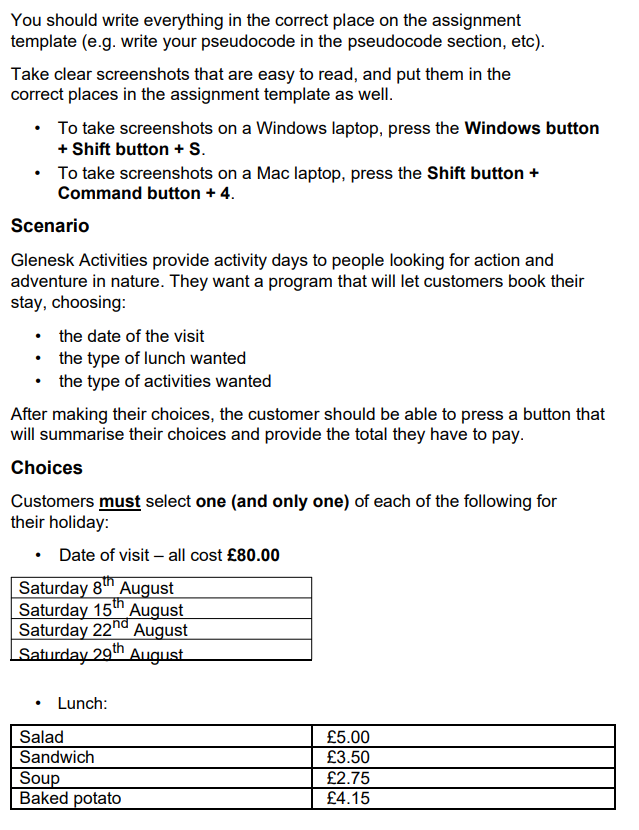 You should write everything in the correct place on the assignment
template (e.g. write your pseudocode in the pseudocode section, etc).
Take clear screenshots that are easy to read, and put them in the
correct places in the assignment template as well.
• To take screenshots on a Windows laptop, press the Windows button
+ Shift button + S.
• To take screenshots on a Mac laptop, press the Shift button +
Command button + 4.
Scenario
Glenesk Activities provide activity days to people looking for action and
adventure in nature. They want a program that will let customers book their
stay, choosing:
• the date of the visit
• the type of lunch wanted
• the type of activities wanted
After making their choices, the customer should be able to press a button that
will summarise their choices and provide the total they have to pay.
Choices
Customers must select one (and only one) of each of the following for
their holiday:
• Date of visit – all cost £80.00
Saturday 8th August
Saturday 15th August
Saturday 22nd August
Saturday 29th August
• Lunch:
Salad £5.00
Sandwich £3.50
Soup £2.75
Baked potato £4.15